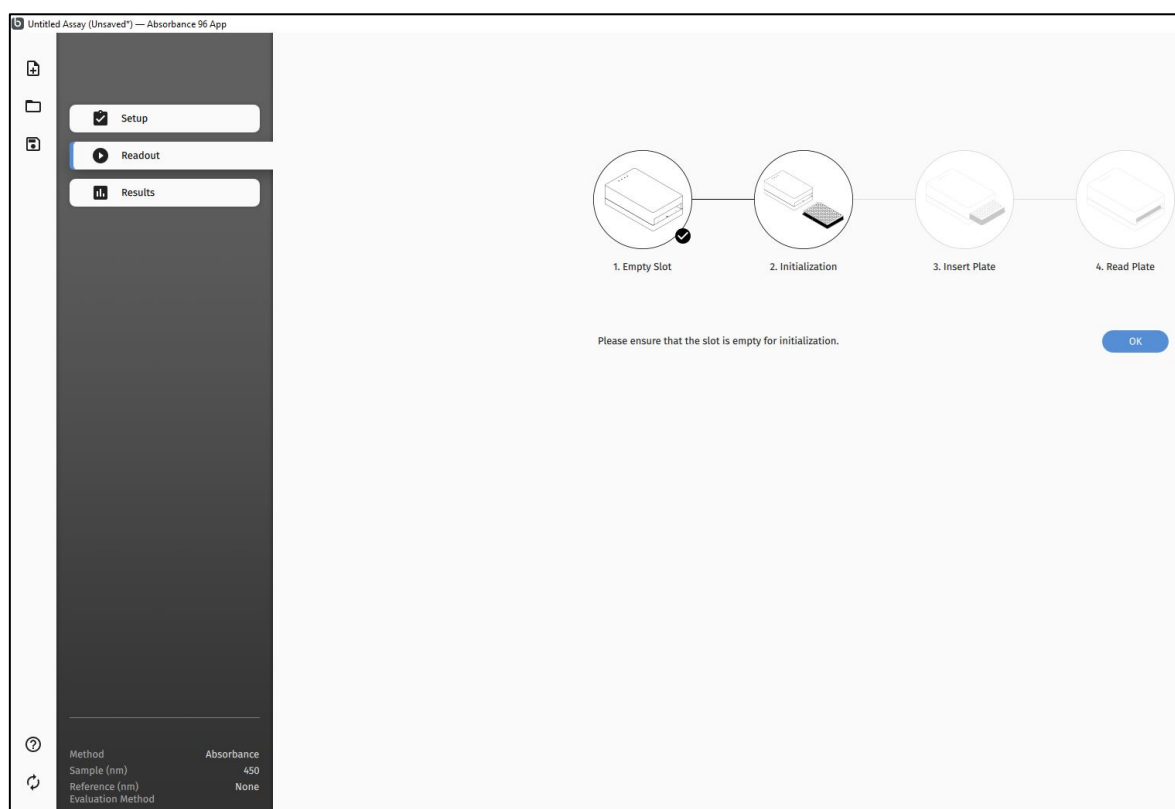 Untitled Assay (Unsaved*) — Absorbance 96 App
Setup
Readout
Results
1. Empty Slot
2. Initialization
3. Insert Plate
4. Read Plate
Please ensure that the slot is empty for initialization.
OK
Method Absorbance
Sample (nm) 450
Reference (nm) None
Evaluation Method